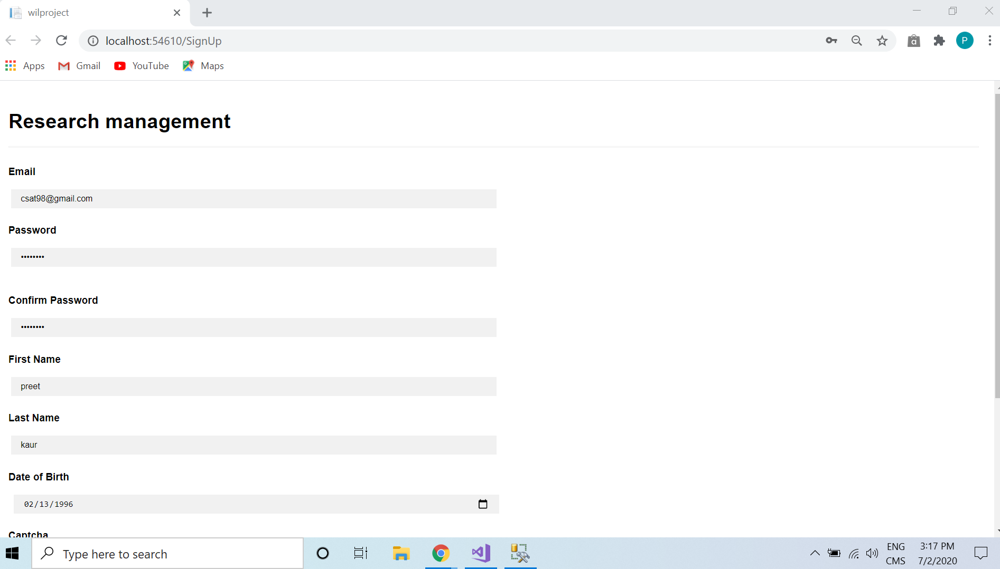 wilproject
localhost:54610/SignUp
P
Apps
Gmail
YouTube
Maps
Research management
Email
csat98@gmail.com
Password
••••••••
Confirm Password
••••••••
First Name
preet
Last Name
kaur
Date of Birth
02/13/1996
Captcha
Type here to search
ENG
CMS
3:17 PM
7/2/2020